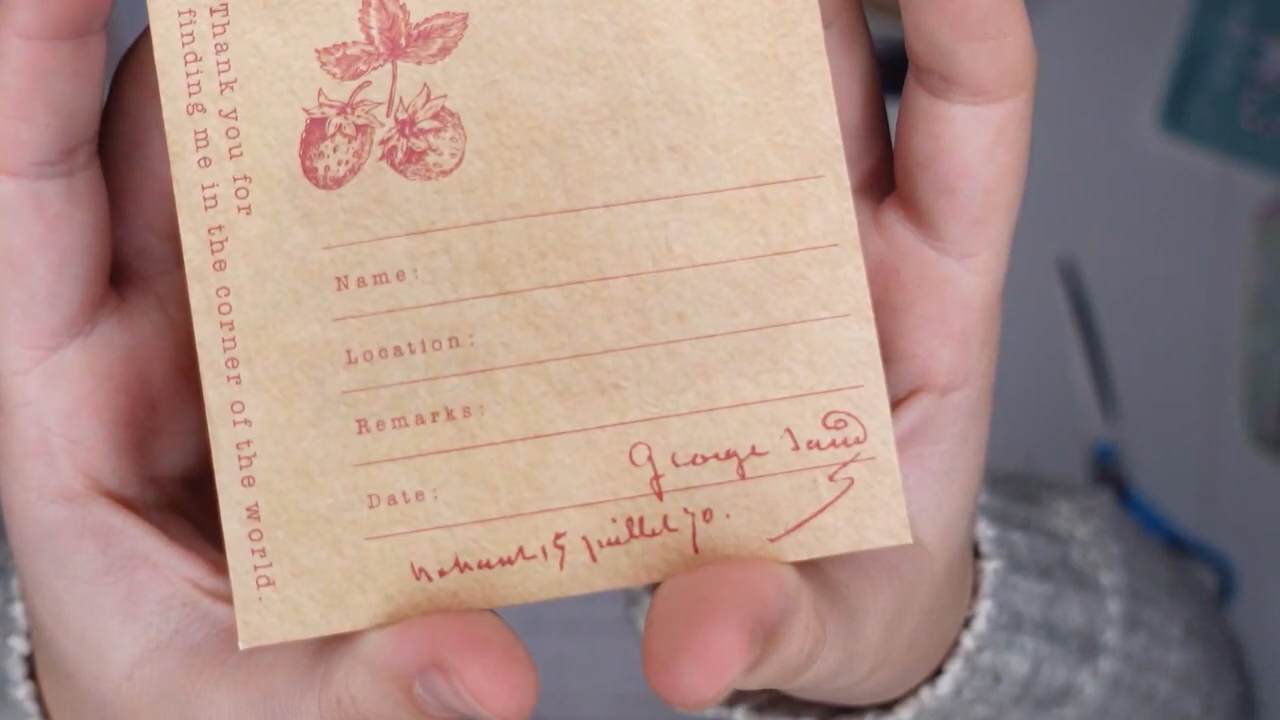 Thank you for
finding me in the corner of the world.
Name:
Location:
Remarks:
Date:
George Sand
Nohant, 15 juillet 70.